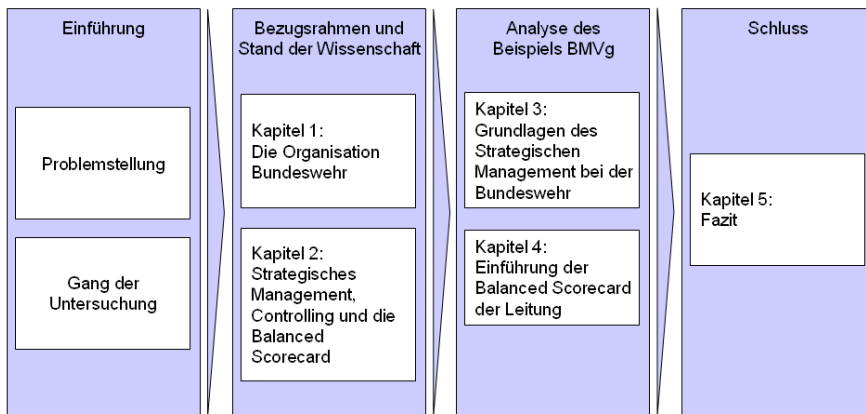 Einführung
Problemstellung
Gang der
Untersuchung
Bezugsrahmen und
Stand der Wissenschaft
Kapitel 1:
Die Organisation
Bundeswehr
Kapitel 2:
Strategisches
Management,
Controlling und die
Balanced
Scorecard
Analyse des
Beispiels BMVg
Kapitel 3:
Grundlagen des
Strategischen
Management bei der
Bundeswehr
Kapitel 4:
Einführung der
Balanced Scorecard
der Leitung
Schluss
Kapitel 5:
Fazit